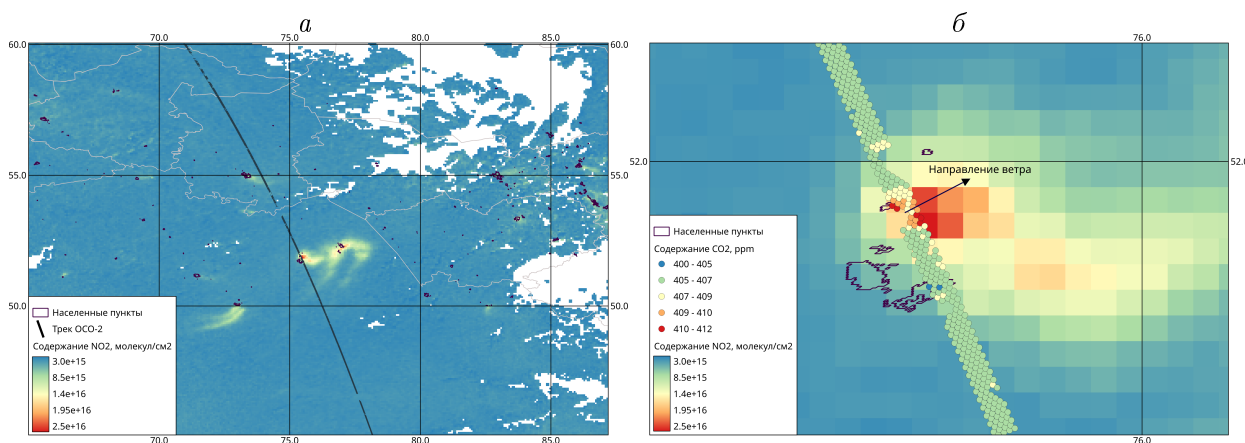 а
70.0 75.0 80.0 85.0
60.0 60.0
55.0 55.0
50.0 50.0
Населенные пункты
Трек ОСО-2
Содержание NO2, молекул/см2
3.0e+15
8.5e+15
1.4e+16
1.95e+16
2.5e+16
70.0 75.0 80.0 85.0
б
76.0
52.0 52.0
Направление ветра
Населенные пункты
Содержание CO2, ppm
400 - 405
405 - 407
407 - 409
409 - 410
410 - 412
Содержание NO2, молекул/см2
3.0e+15
8.5e+15
1.4e+16
1.95e+16
2.5e+16
76.0